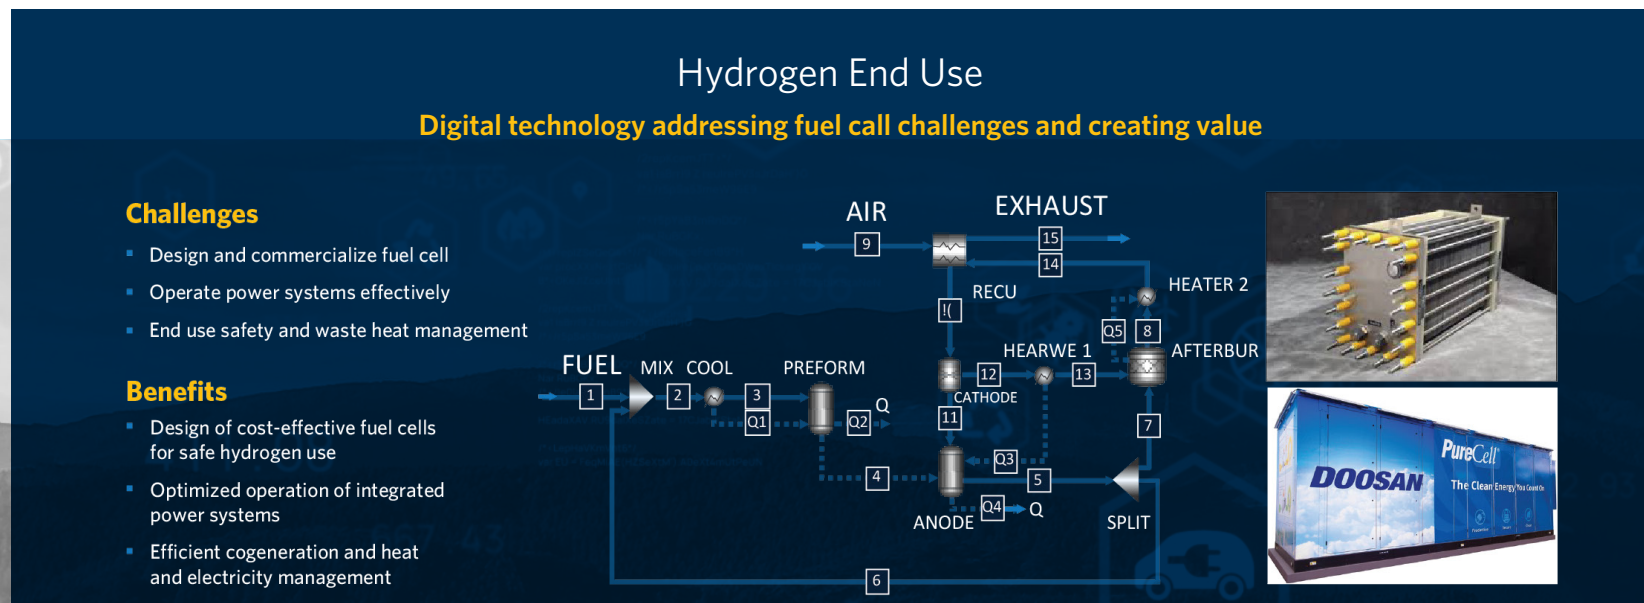 Hydrogen End Use
Digital technology addressing fuel call challenges and creating value
Challenges
▪ Design and commercialize fuel cell
▪ Operate power systems effectively
▪ End use safety and waste heat management
Benefits
▪ Design of cost-effective fuel cells
for safe hydrogen use
▪ Optimized operation of integrated
power systems
▪ Efficient cogeneration and heat
and electricity management
AIR
9
EXHAUST
15
14
RECU
HEATER 2
!(
Q5
8
HEARWE 1
AFTERBUR
FUEL
MIX
COOL
PREFORM
1
2
3
Q1
Q2
Q
12
13
CATHODE
11
7
Q3
4
5
Q4
Q
ANODE
SPLIT
6
DOOSAN
PureCell
The Clean Energy You Count On